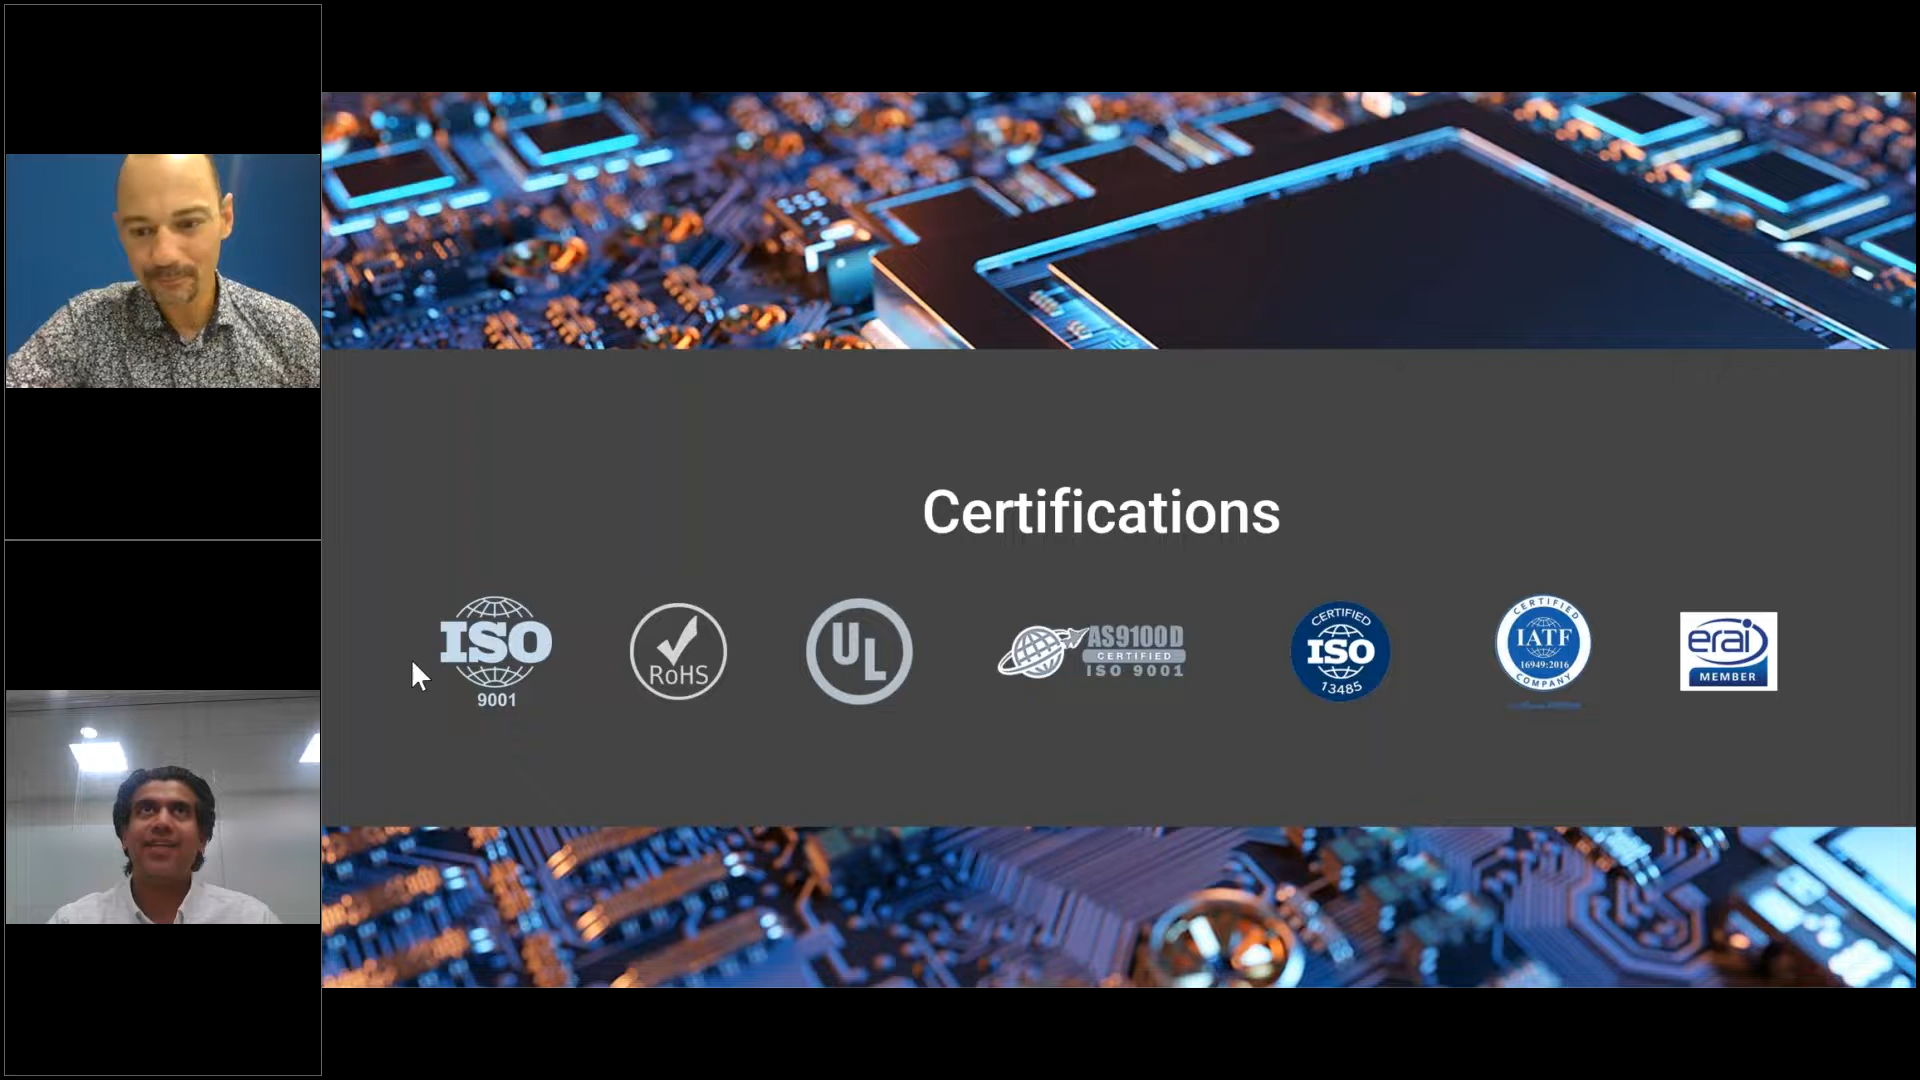 Certifications
ISO
9001
RoHS
UL
AS9100D
CERTIFIED
ISO 9001
CERTIFIED
ISO
13485
CERTIFIED
IATF
16949:2016
COMPANY
erai
MEMBER